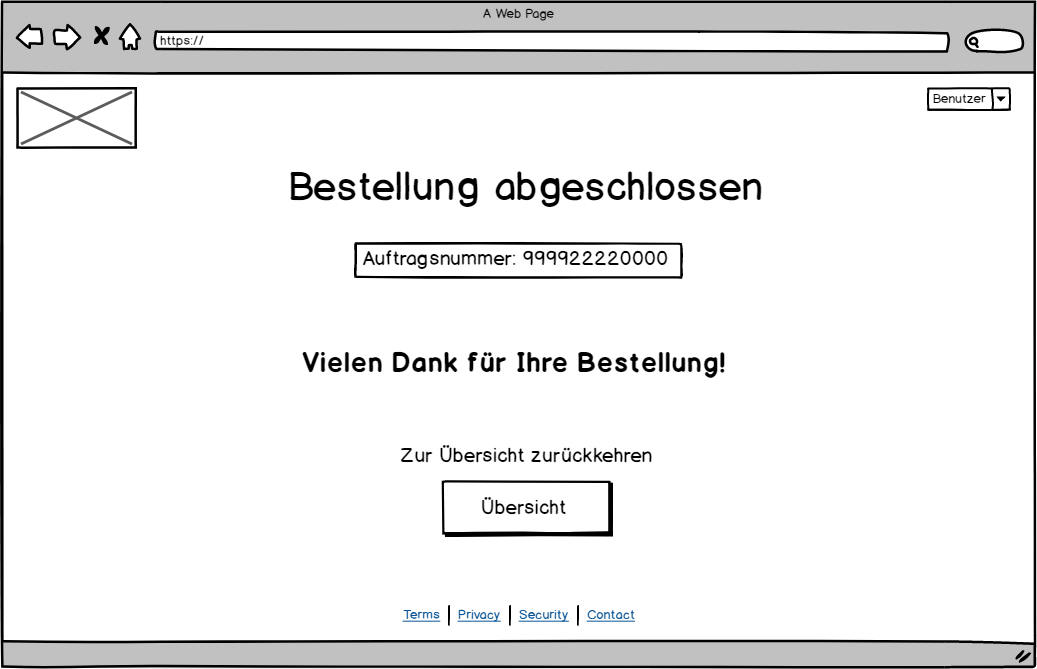 A Web Page
https://
Benutzer
Bestellung abgeschlossen
Auftragsnummer: 999922220000
Vielen Dank für Ihre Bestellung!
Zur Übersicht zurückkehren
Übersicht
Terms | Privacy | Security | Contact